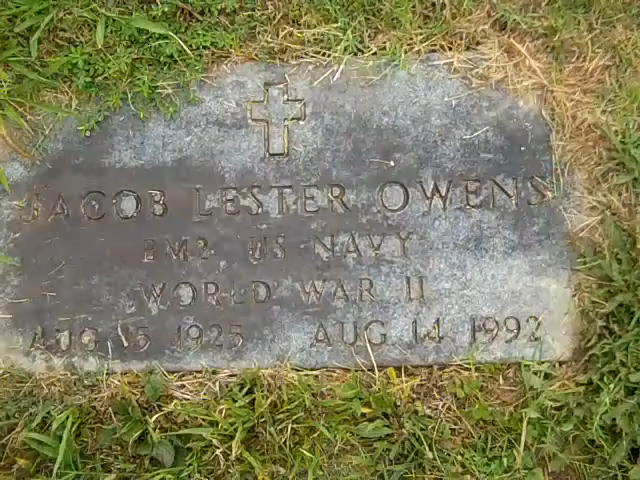 JACOB LESTER OWENS
BM2 US NAVY
WORLD WAR II
AUG 15 1925 AUG 14 1992